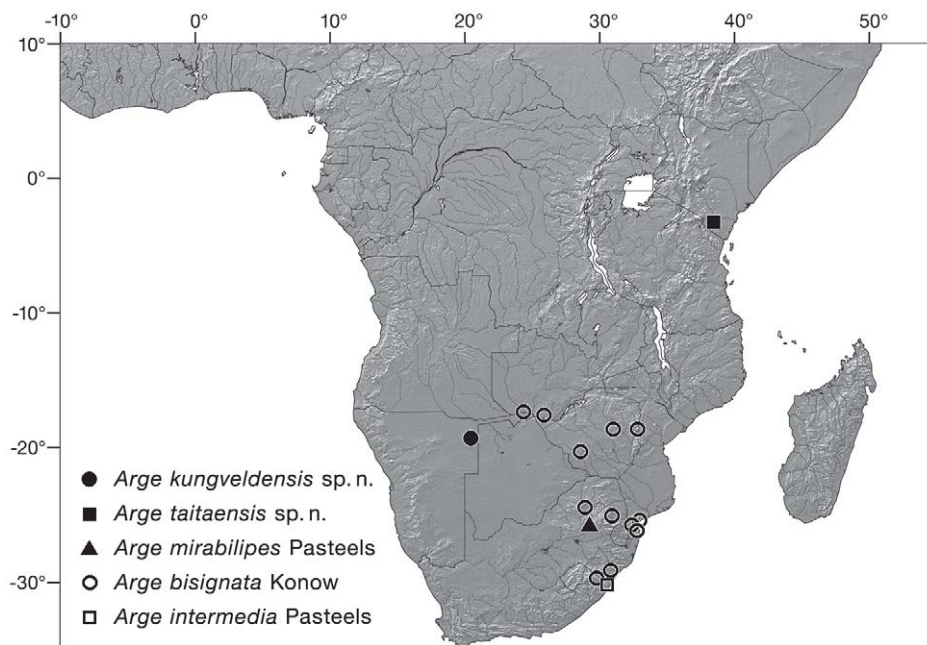 -10° 0° 10° 20° 30° 40° 50°
10°
0°
-10°
-20°
-30°
Arge kungveldensis sp. n.
Arge taitaensis sp. n.
Arge mirabilipes Pasteels
Arge bisignata Konow
Arge intermedia Pasteels